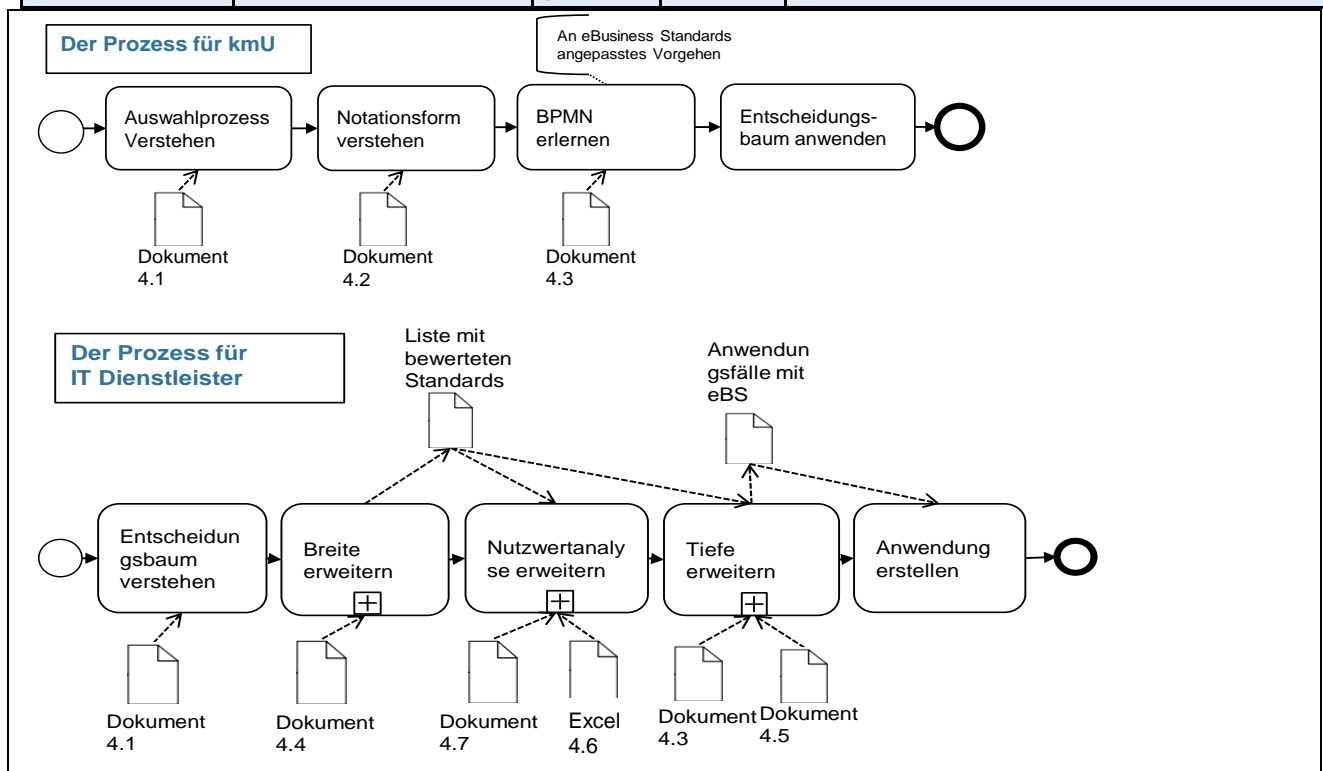 Der Prozess für kmU
An eBusiness Standards
angepasstes Vorgehen
Auswahlprozess
Verstehen
Notationsform
verstehen
BPMN
erlernen
Entscheidungs-
baum anwenden
Dokument
4.1
Dokument
4.2
Dokument
4.3
Der Prozess für
IT Dienstleister
Liste mit
bewerteten
Standards
Anwendun
gsfälle mit
eBS
Entscheidun
gsbaum
verstehen
Breite
erweitern
Nutzwertanaly
se erweitern
Tiefe
erweitern
Anwendung
erstellen
Dokument
4.1
Dokument
4.4
Dokument
4.7
Excel
4.6
Dokument
4.3
Dokument
4.5